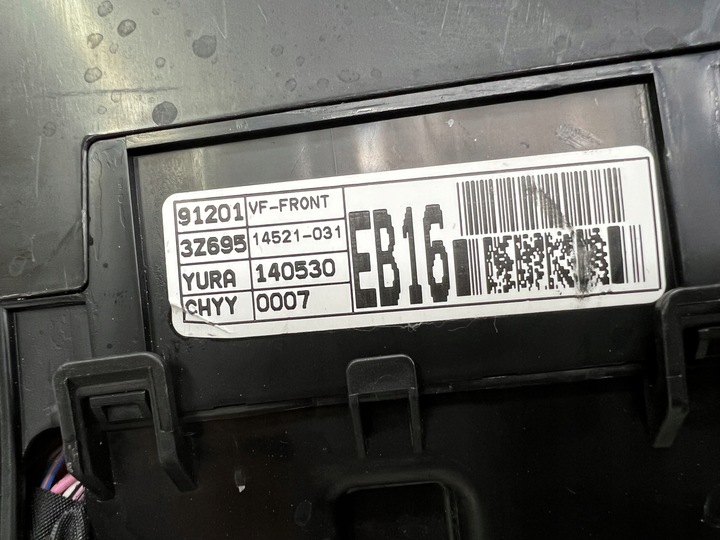 91201 VF-FRONT
3Z695 14521-031
YURA 140530
CHYY 0007
EB16